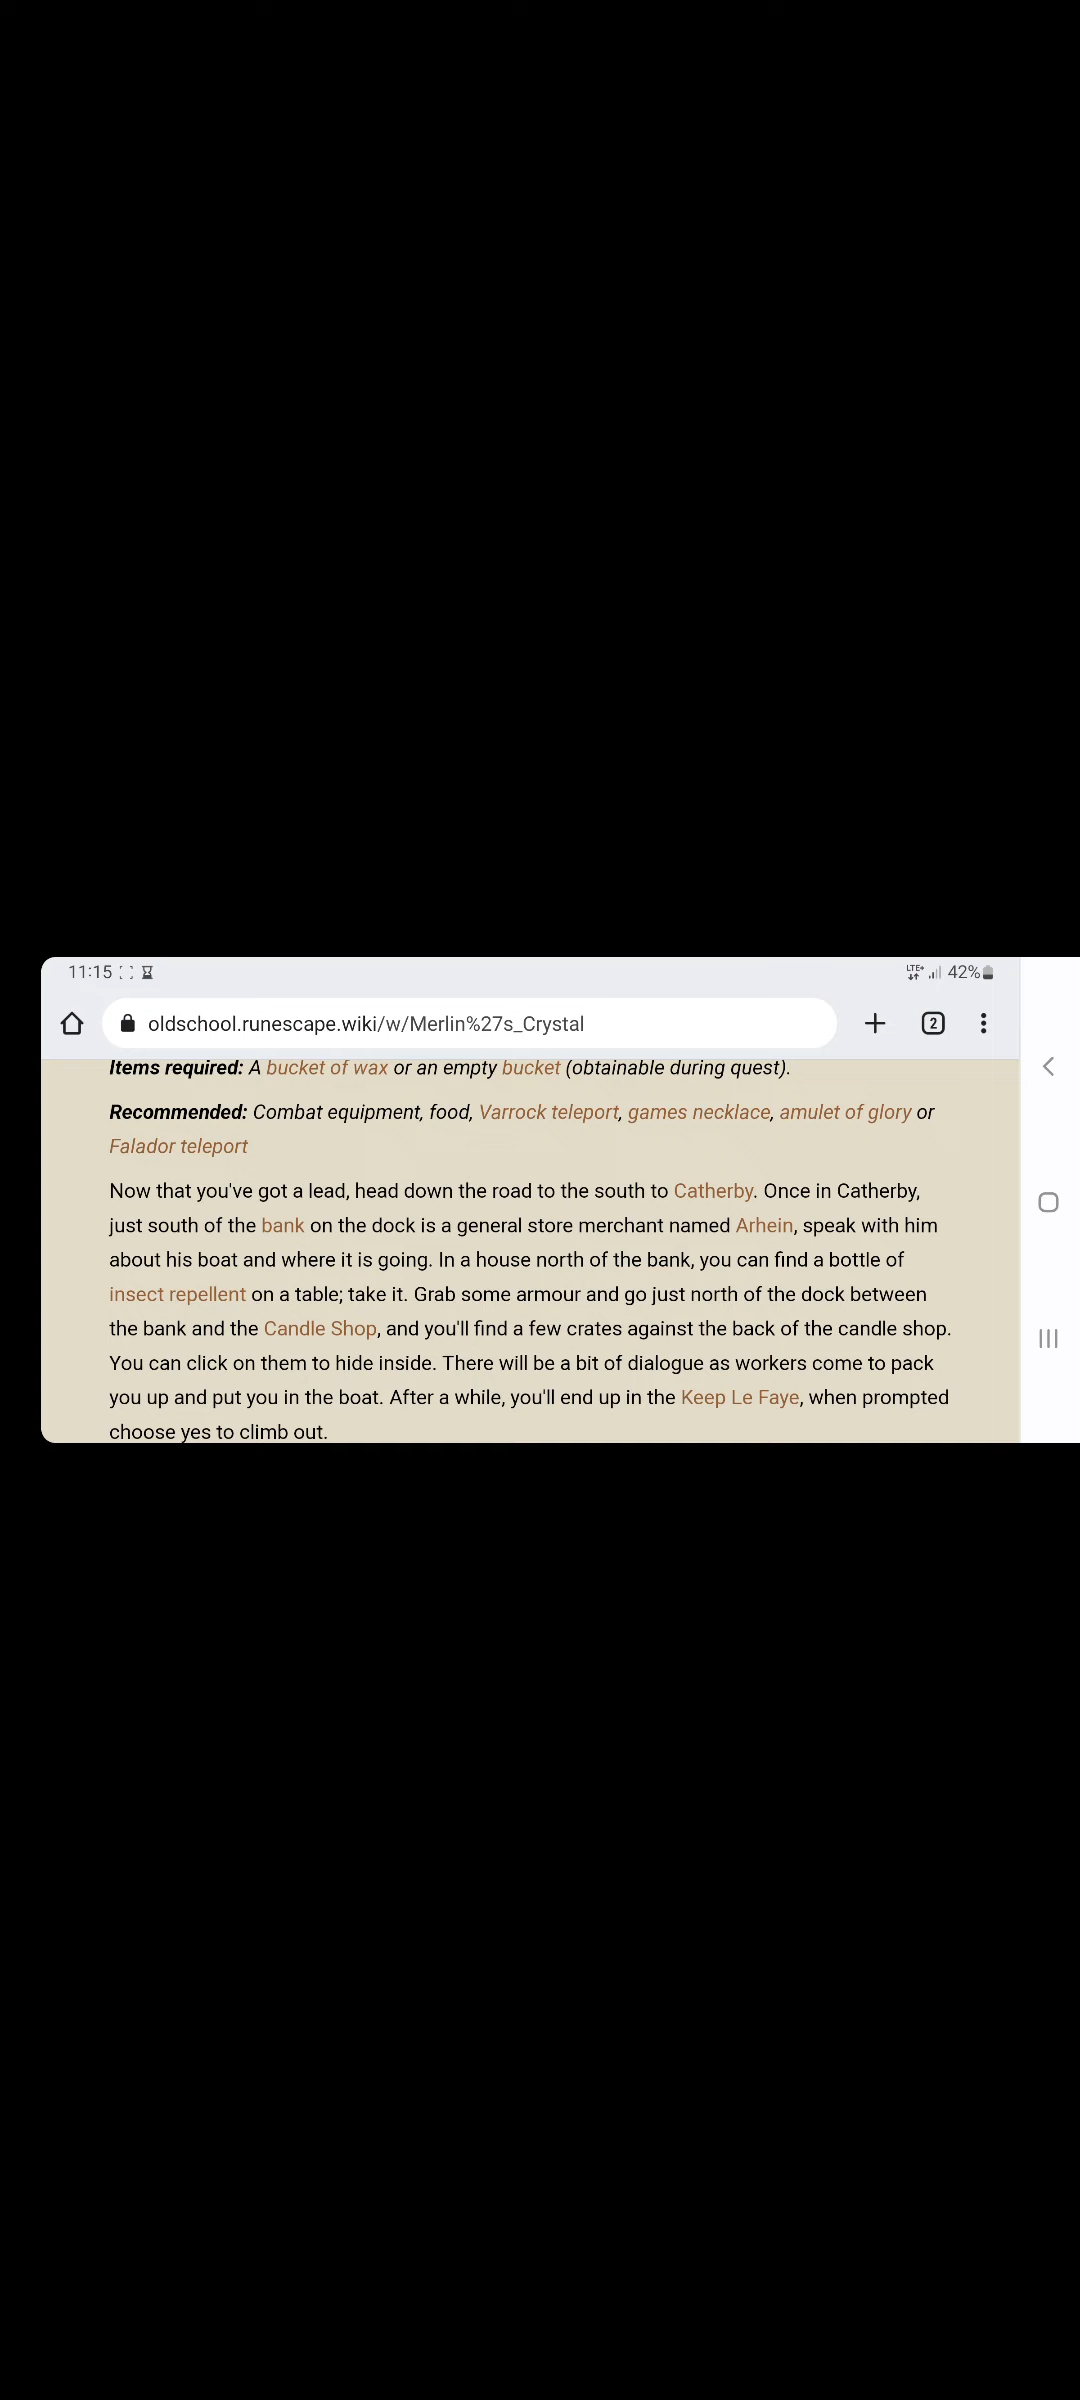 11:15
LTE+ 42%
oldschool.runescape.wiki/w/Merlin%27s_Crystal
2
Items required: A bucket of wax or an empty bucket (obtainable during quest).
Recommended: Combat equipment, food, Varrock teleport, games necklace, amulet of glory or
Falador teleport
Now that you've got a lead, head down the road to the south to Catherby. Once in Catherby,
just south of the bank on the dock is a general store merchant named Arhein, speak with him
about his boat and where it is going. In a house north of the bank, you can find a bottle of
insect repellent on a table; take it. Grab some armour and go just north of the dock between
the bank and the Candle Shop, and you'll find a few crates against the back of the candle shop.
You can click on them to hide inside. There will be a bit of dialogue as workers come to pack
you up and put you in the boat. After a while, you'll end up in the Keep Le Faye, when prompted
choose yes to climb out.